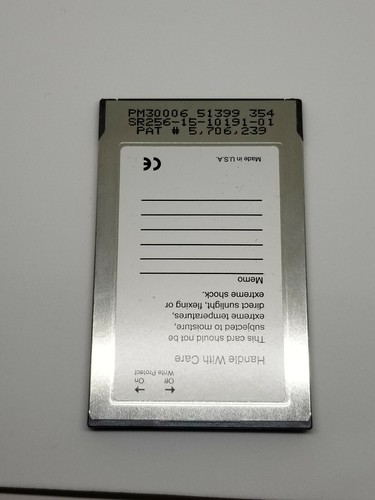 PM30006 51399 354
SR256-15-10191-01
PAT # 5,706,239
Handle With Care
This card should not be
subjected to moisture,
extreme temperatures,
direct sunlight, flexing or
extreme shock.
Memo
Made in U.S.A.
CE
Write Protect
Off On
← →